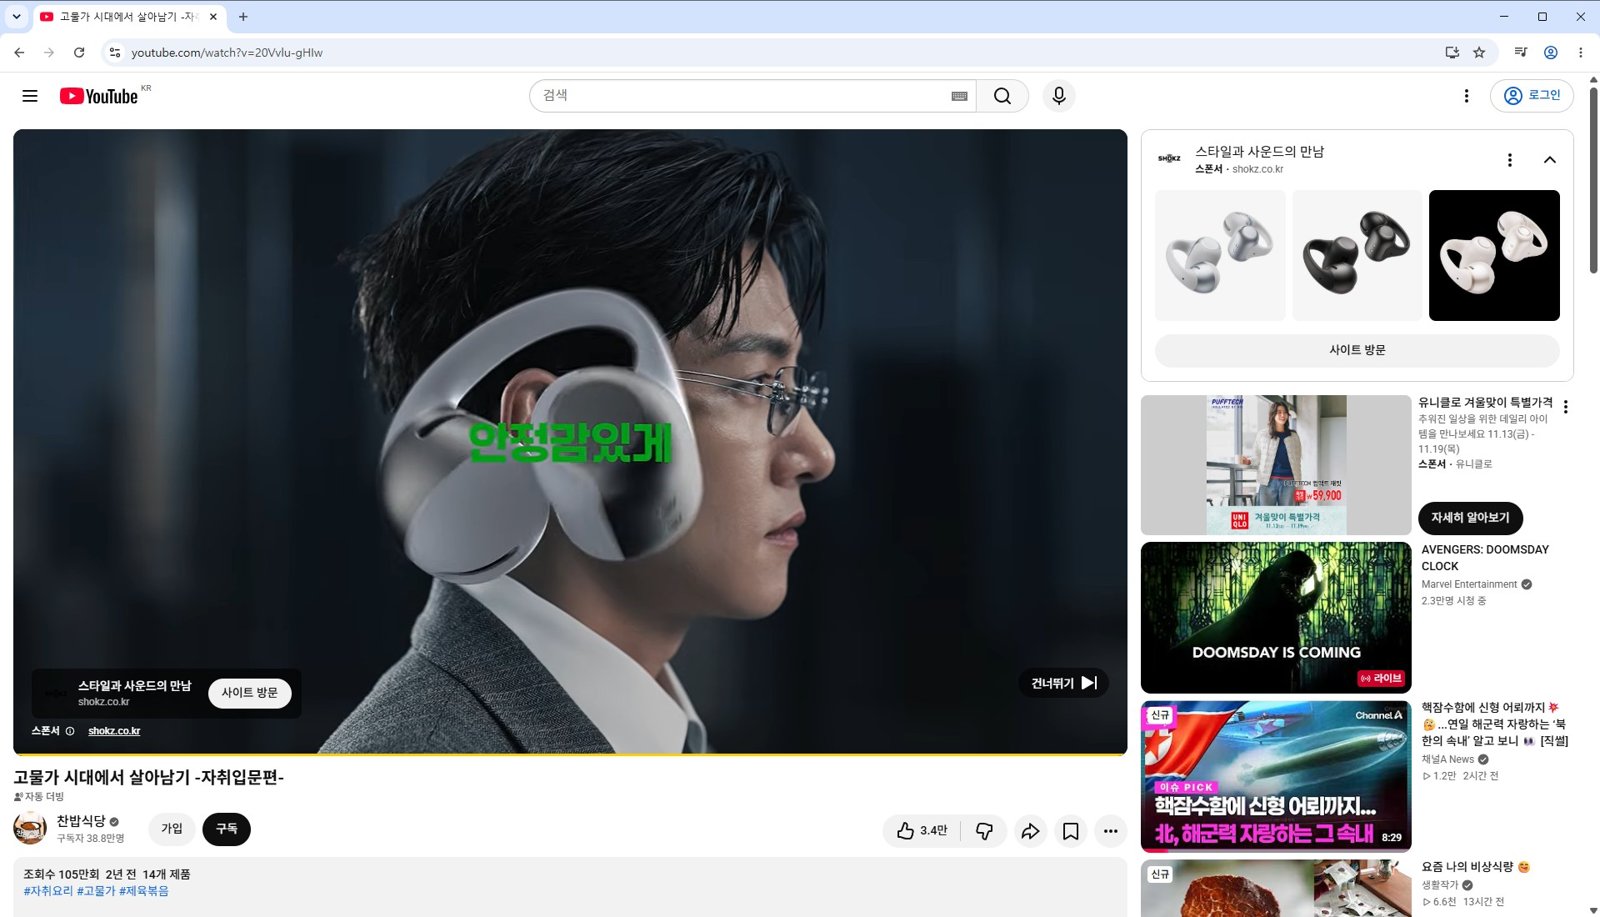 고물가 시대에서 살아남기 -자취
youtube.com/watch?v=20Vvlu-gHIw
YouTube KR
검색
로그인
안정감있게
스타일과 사운드의 만남
shokz.co.kr
사이트 방문
건너뛰기
스폰서
shokz.co.kr
고물가 시대에서 살아남기 -자취입문편-
자동 더빙
찬밥식당
구독자 38.8만명
가입
구독
3.4만
조회수 105만회 2년 전 14개 제품
#자취요리 #고물가 #제육볶음
SHOKZ
스타일과 사운드의 만남
스폰서 · shokz.co.kr
사이트 방문
PUFFTECH
₩59,900
UNI QLO
겨울맞이 특별가격
유니클로 겨울맞이 특별가격
추워진 일상을 위한 데일리 아이
템을 만나보세요 11.13(금) -
11.19(목)
스폰서 · 유니클로
자세히 알아보기
DOOMSDAY IS COMING
라이브
AVENGERS: DOOMSDAY
CLOCK
Marvel Entertainment
2.3만명 시청 중
신규
Channel A
이슈 PICK
핵잠수함에 신형 어뢰까지...
北, 해군력 자랑하는 그 속내
8:29
핵잠수함에 신형 어뢰까지💥
🥵...연일 해군력 자랑하는 ‘북
한의 속내’ 알고 보니 👀 [직썰]
채널A News
1.2만 2시간 전
신규
요즘 나의 비상식량 😋
생활작가
6.6천 13시간 전